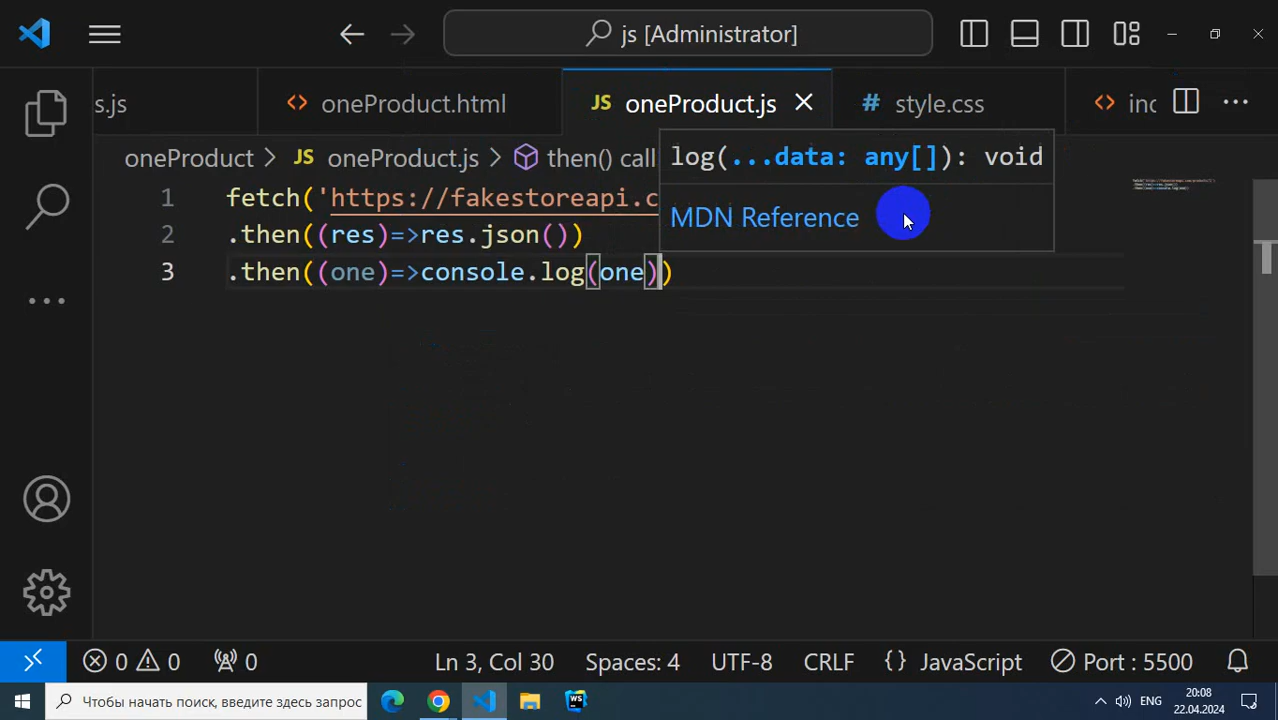 js [Administrator]
s.js
oneProduct.html
JS oneProduct.js
# style.css
inc
oneProduct > JS oneProduct.js > then() call
log(...data: any[]): void
MDN Reference
1 fetch('https://fakestoreapi.c
2 .then((res)=>res.json())
3 .then((one)=>console.log(one))
0 0 0
Ln 3, Col 30
Spaces: 4
UTF-8
CRLF
{} JavaScript
Port : 5500
Чтобы начать поиск, введите здесь запрос
WS
ENG
20:08
22.04.2024